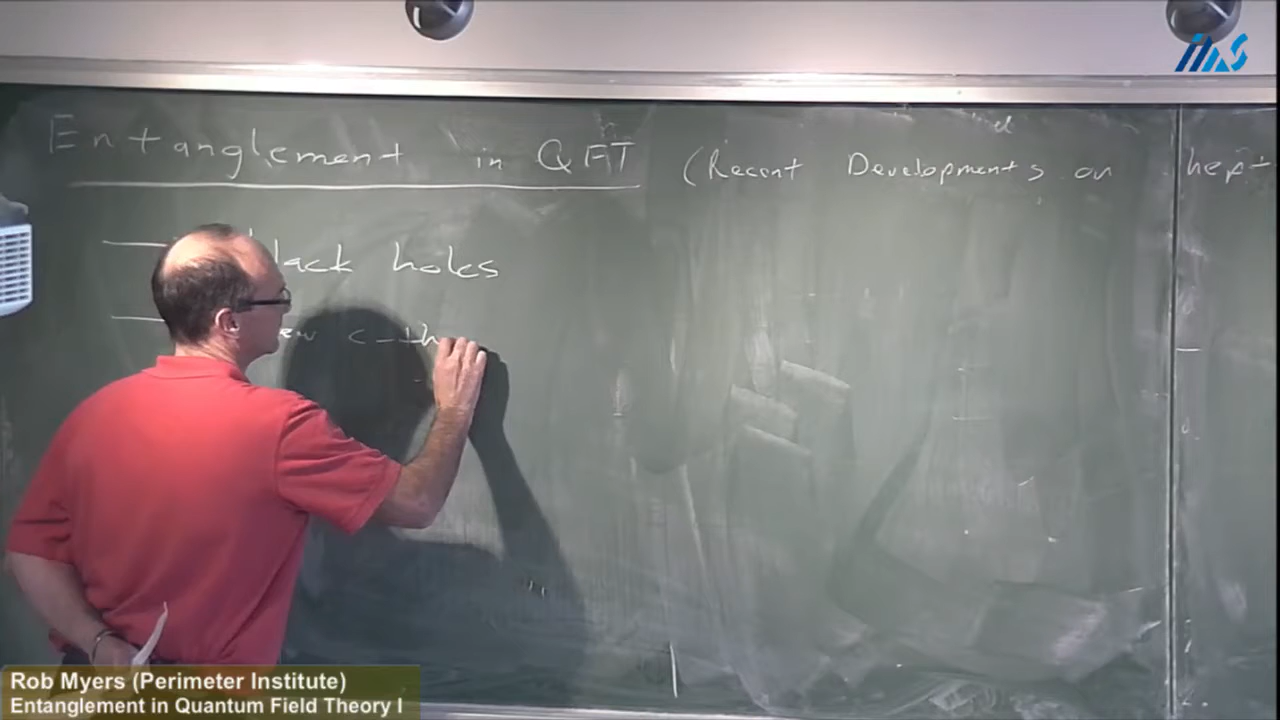 Entanglement in QFT (Recent Developments on hep-t
black holes
c-th
IIAS
Rob Myers (Perimeter Institute)
Entanglement in Quantum Field Theory I